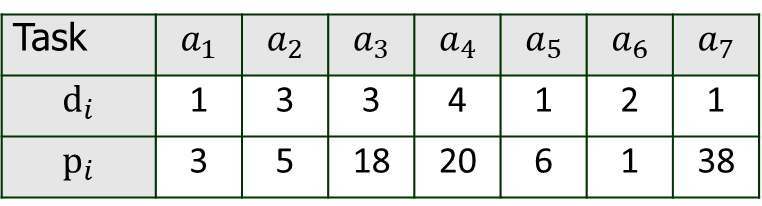 Task a₁ a₂ a₃ a₄ a₅ a₆ a₇
dᵢ 1 3 3 4 1 2 1
pᵢ 3 5 18 20 6 1 38